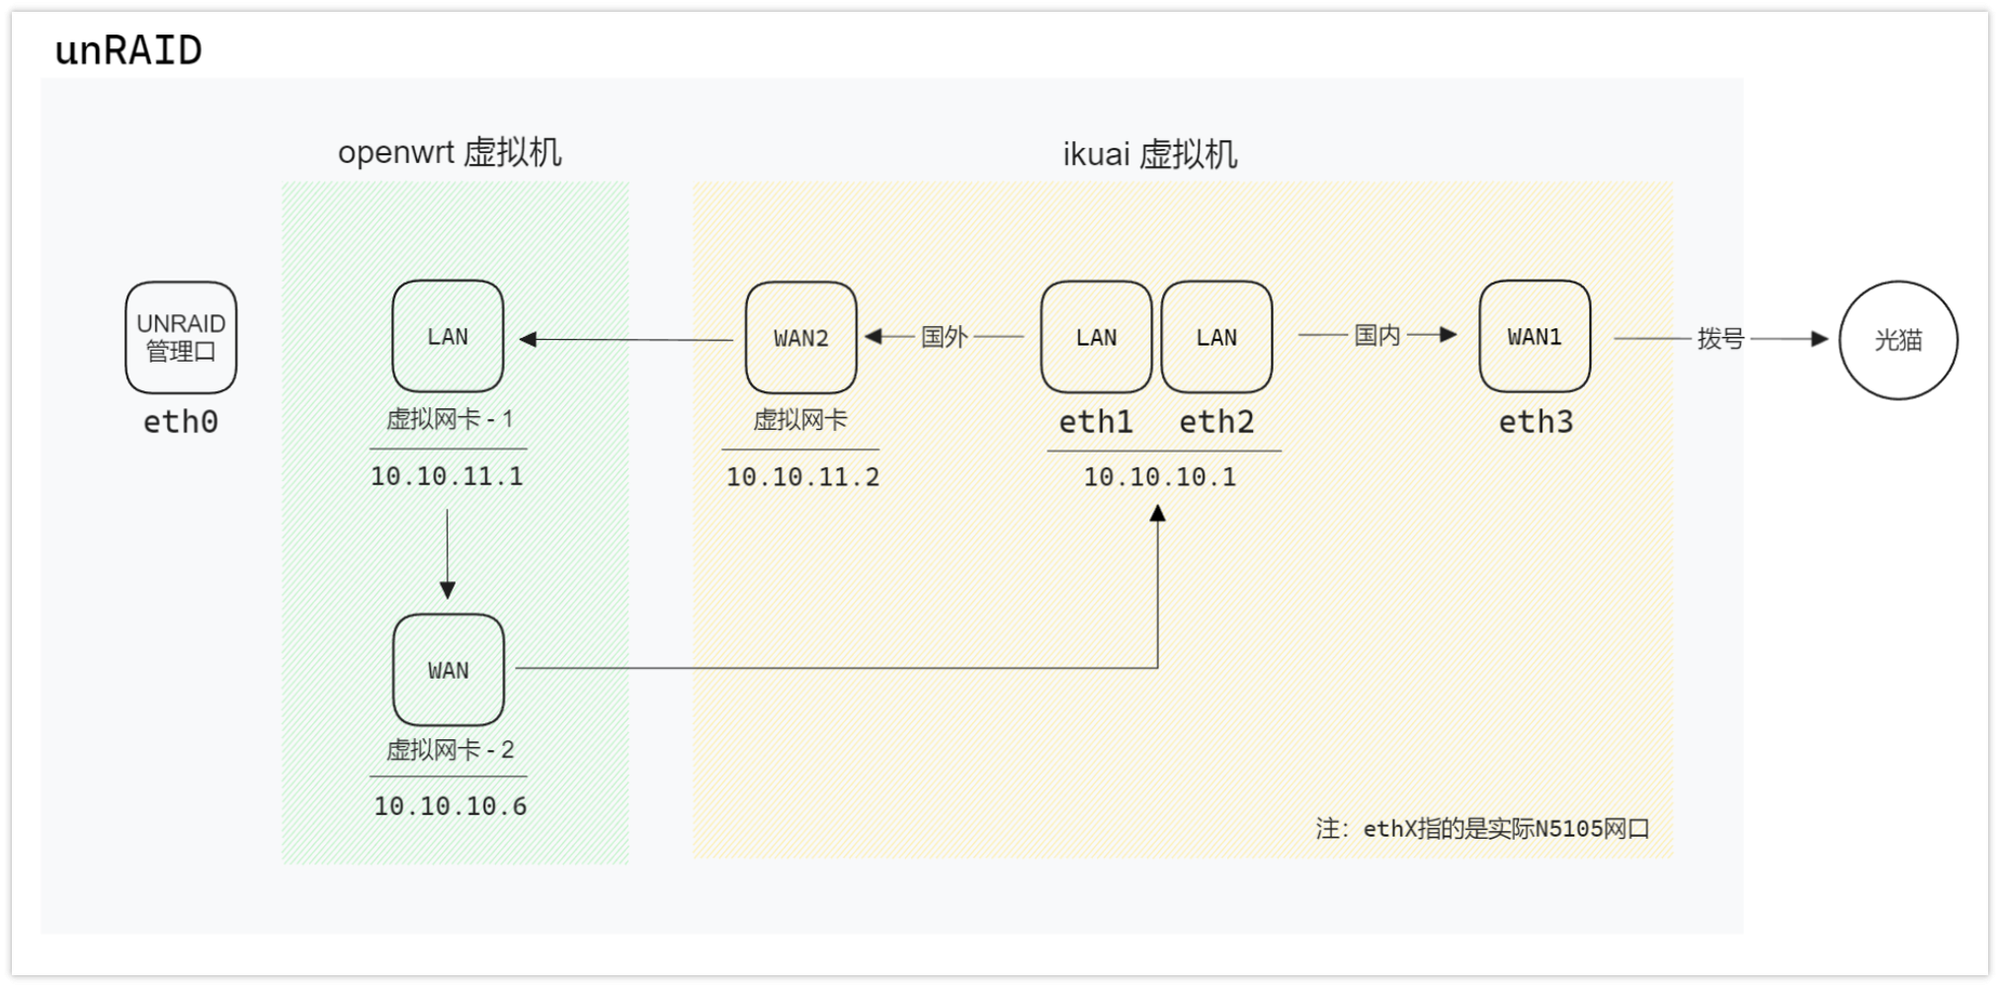 unRAID
openwrt 虚拟机
ikuai 虚拟机
UNRAID
管理口
eth0
LAN
虚拟网卡 - 1
10.10.11.1
WAN2
虚拟网卡
10.10.11.2
国外
LAN
eth1
LAN
eth2
10.10.10.1
国内
WAN1
eth3
拨号
光猫
WAN
虚拟网卡 - 2
10.10.10.6
注: ethX指的是实际N5105网口